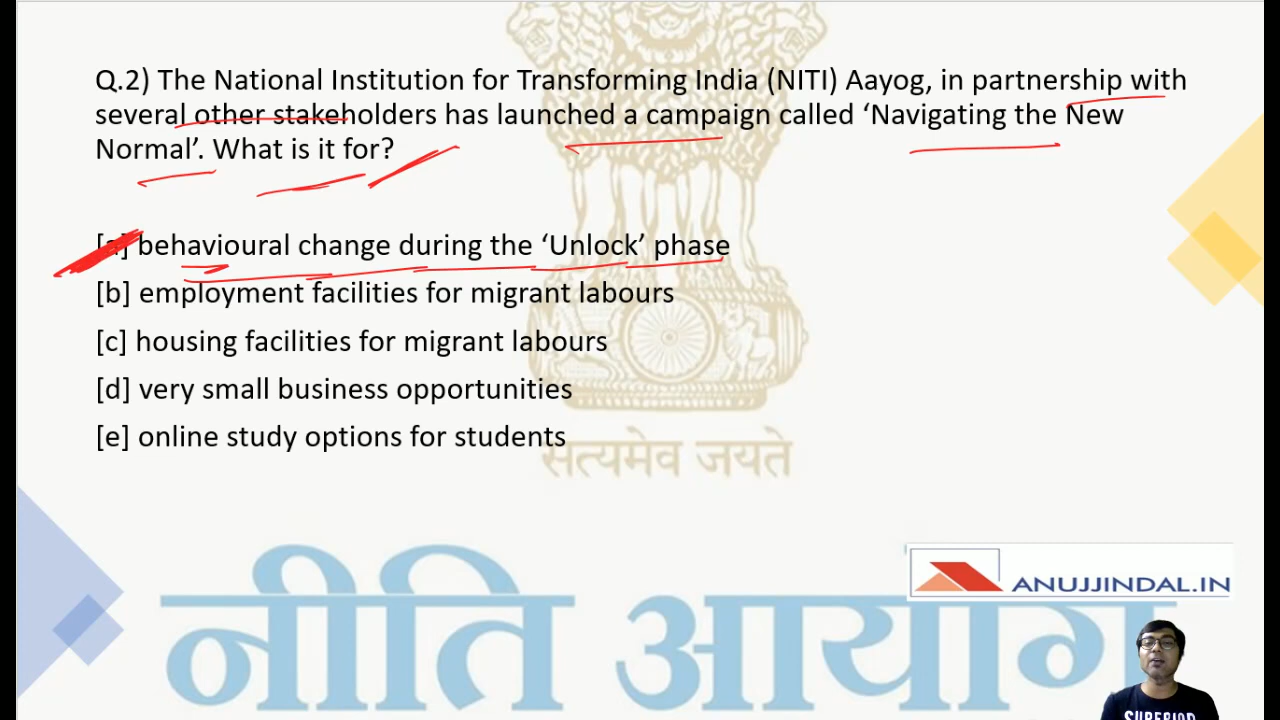 Q.2) The National Institution for Transforming India (NITI) Aayog, in partnership with
several other stakeholders has launched a campaign called ‘Navigating the New
Normal’. What is it for?
[a] behavioural change during the ‘Unlock’ phase
[b] employment facilities for migrant labours
[c] housing facilities for migrant labours
[d] very small business opportunities
[e] online study options for students
सत्यमेव जयते
ANUJJINDAL.IN
नीति आयोग
SUPERIOR